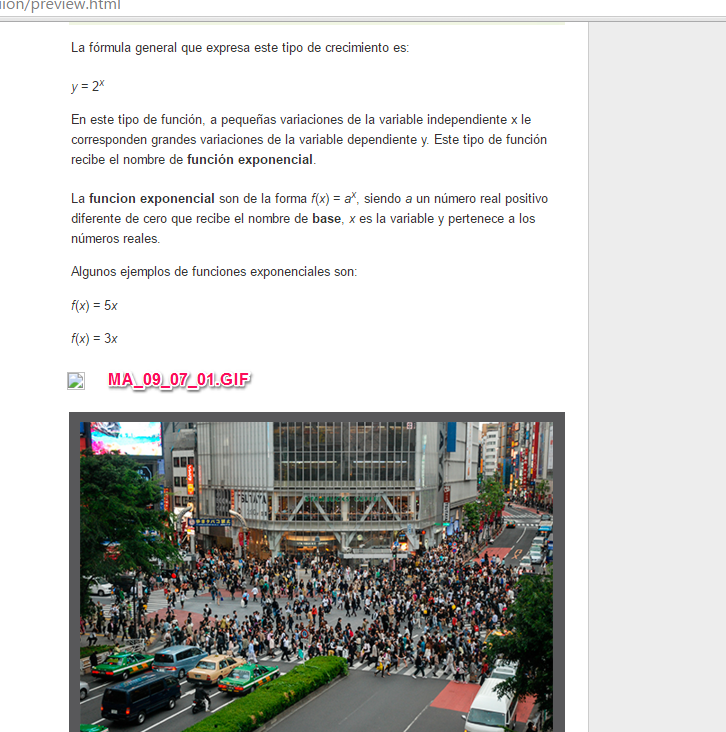 iion/preview.html
La fórmula general que expresa este tipo de crecimiento es:
y = 2ˣ
En este tipo de función, a pequeñas variaciones de la variable independiente x le
corresponden grandes variaciones de la variable dependiente y. Este tipo de función
recibe el nombre de función exponencial.
La funcion exponencial son de la forma f(x) = aˣ, siendo a un número real positivo
diferente de cero que recibe el nombre de base, x es la variable y pertenece a los
números reales.
Algunos ejemplos de funciones exponenciales son:
f(x) = 5x
f(x) = 3x
MA_09_07_01.GIF
TSUTAYA